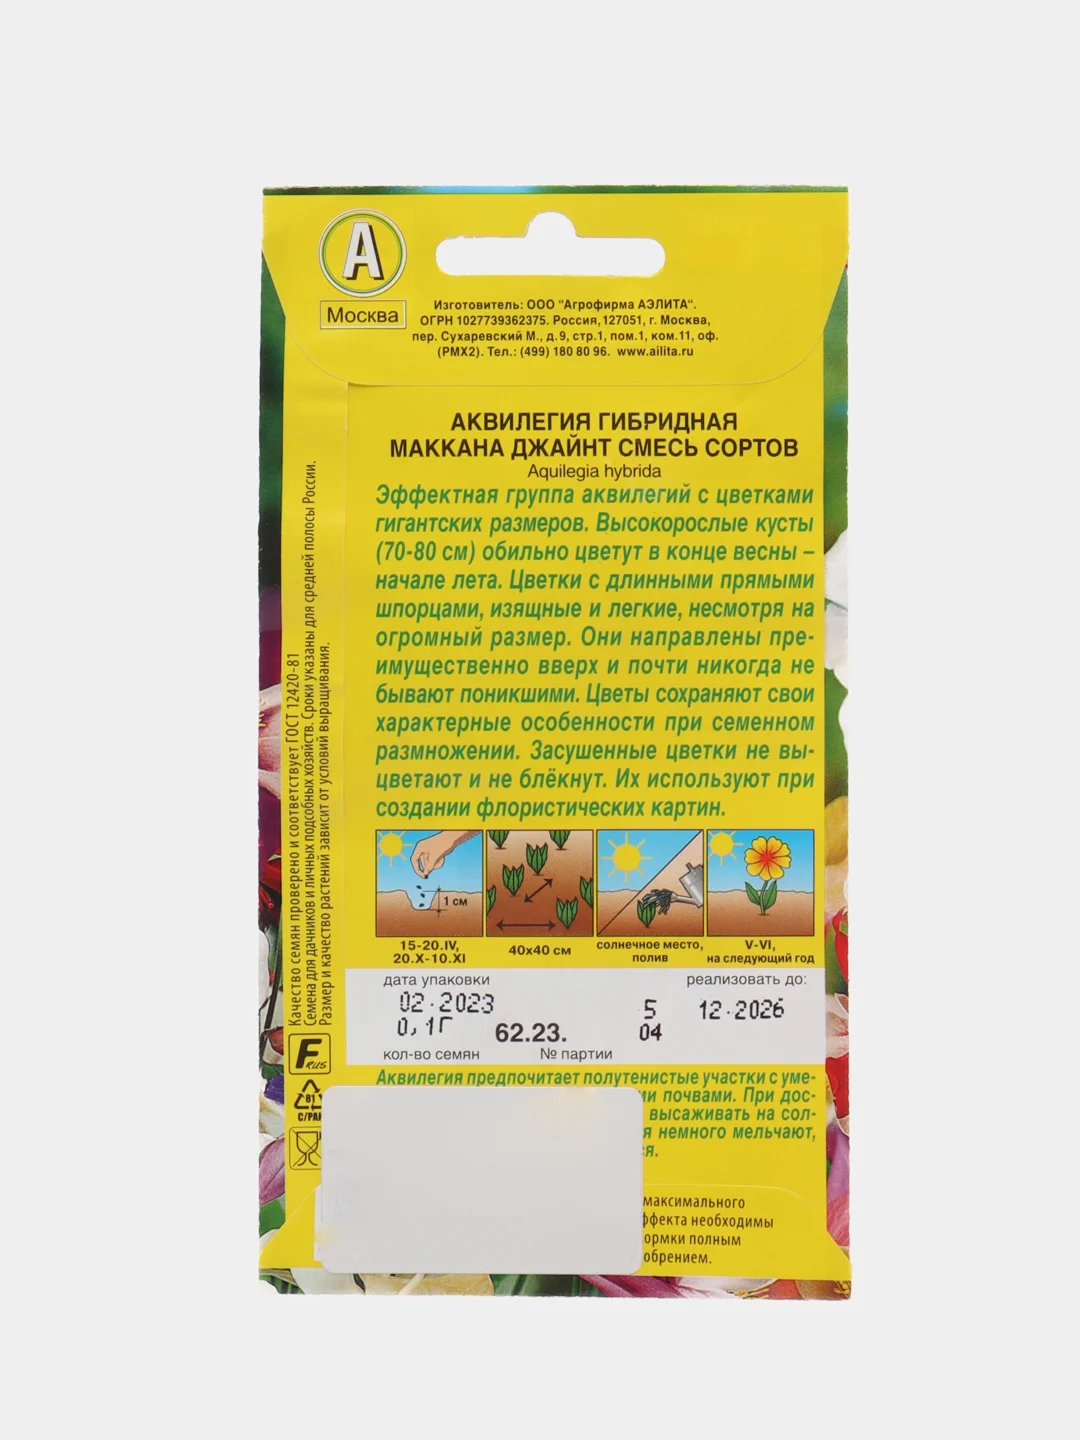 А
Москва
Изготовитель: ООО "Агрофирма АЭЛИТА".
ОГРН 1027739362375. Россия, 127051, г. Москва,
пер. Сухаревский М., д.9, стр.1, пом.1, ком.11, оф.
(РМХ2). Тел.: (499) 180 80 96. www.ailita.ru
АКВИЛЕГИЯ ГИБРИДНАЯ
МАККАНА ДЖАЙНТ СМЕСЬ СОРТОВ
Aquilegia hybrida
Эффектная группа аквилегий с цветками
гигантских размеров. Высокорослые кусты
(70-80 см) обильно цветут в конце весны –
начале лета. Цветки с длинными прямыми
шпорцами, изящные и легкие, несмотря на
огромный размер. Они направлены пре-
имущественно вверх и почти никогда не
бывают поникшими. Цветы сохраняют свои
характерные особенности при семенном
размножении. Засушенные цветки не вы-
цветают и не блёкнут. Их используют при
создании флористических картин.
1 см
15-20.IV,
20.X-10.XI
40х40 см
солнечное место,
полив
V-VI,
на следующий год
дата упаковки
реализовать до:
02.2023
5
12.2026
0,1Г
62.23.
04
кол-во семян
№ партии
Аквилегия предпочитает полутенистые участки с уме-
ми почвами. При дос-
высаживать на сол-
я немного мельчают,
ся.
максимального
ффекта необходимы
ормки полным
обрением.
Качество семян проверено и соответствует ГОСТ 12420-81
Семена для дачников и личных подсобных хозяйств. Сроки указаны для средней полосы России.
Размер и качество растений зависит от условий выращивания.
F RUS
81
С/РАР